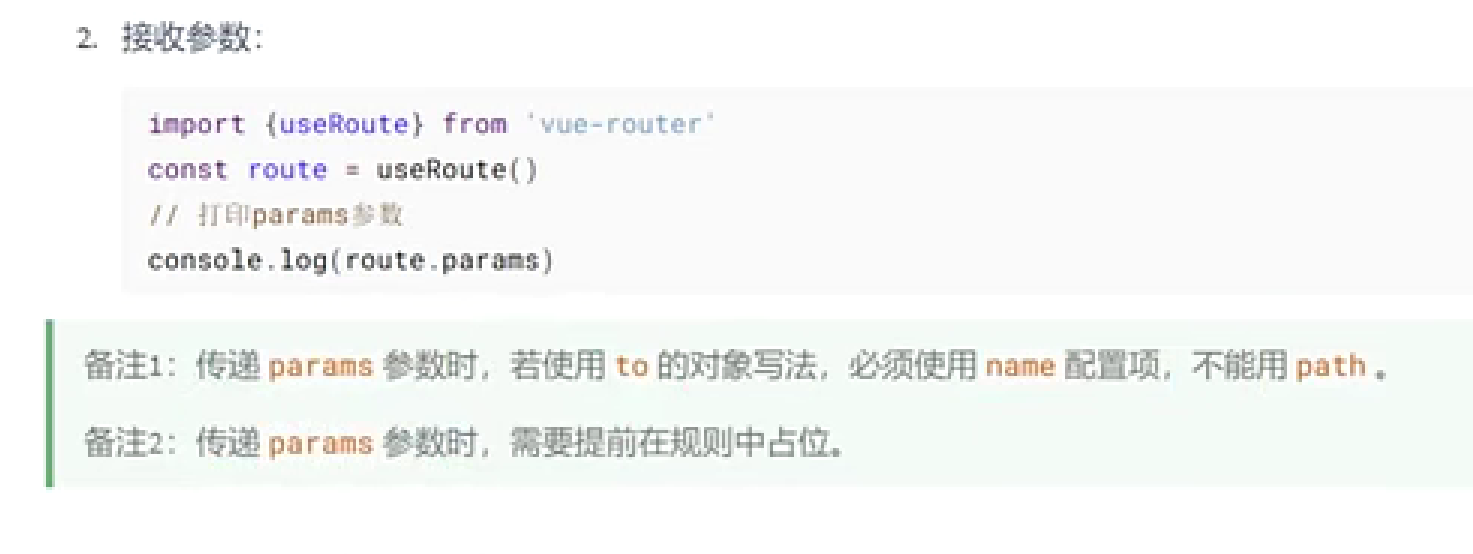 2. 接收参数：
import {useRoute} from 'vue-router'
const route = useRoute()
// 打印params参数
console.log(route.params)
备注1：传递 params 参数时，若使用 to 的对象写法，必须使用 name 配置项，不能用 path 。
备注2：传递 params 参数时，需要提前在规则中占位。